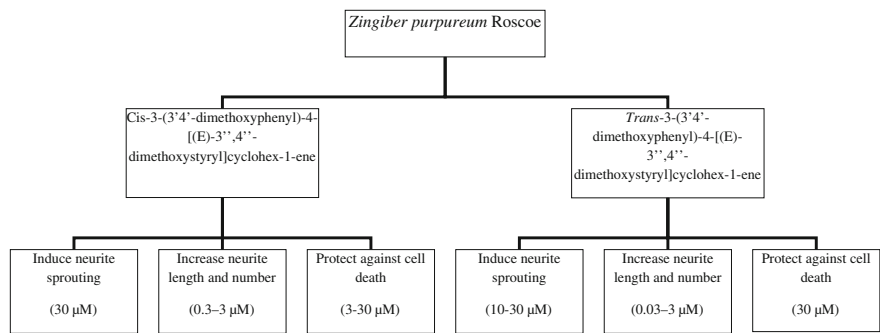 Zingiber purpureum Roscoe
Cis-3-(3’4’-dimethoxyphenyl)-4-
[(E)-3’’,4’’-
dimethoxystyryl]cyclohex-1-ene
Trans-3-(3’4’-
dimethoxyphenyl)-4-[(E)-
3’’,4’’-
dimethoxystyryl]cyclohex-1-ene
Induce neurite
sprouting
(30 µM)
Increase neurite
length and number
(0.3–3 µM)
Protect against cell
death
(3-30 µM)
Induce neurite
sprouting
(10-30 µM)
Increase neurite
length and number
(0.03–3 µM)
Protect against cell
death
(30 µM)